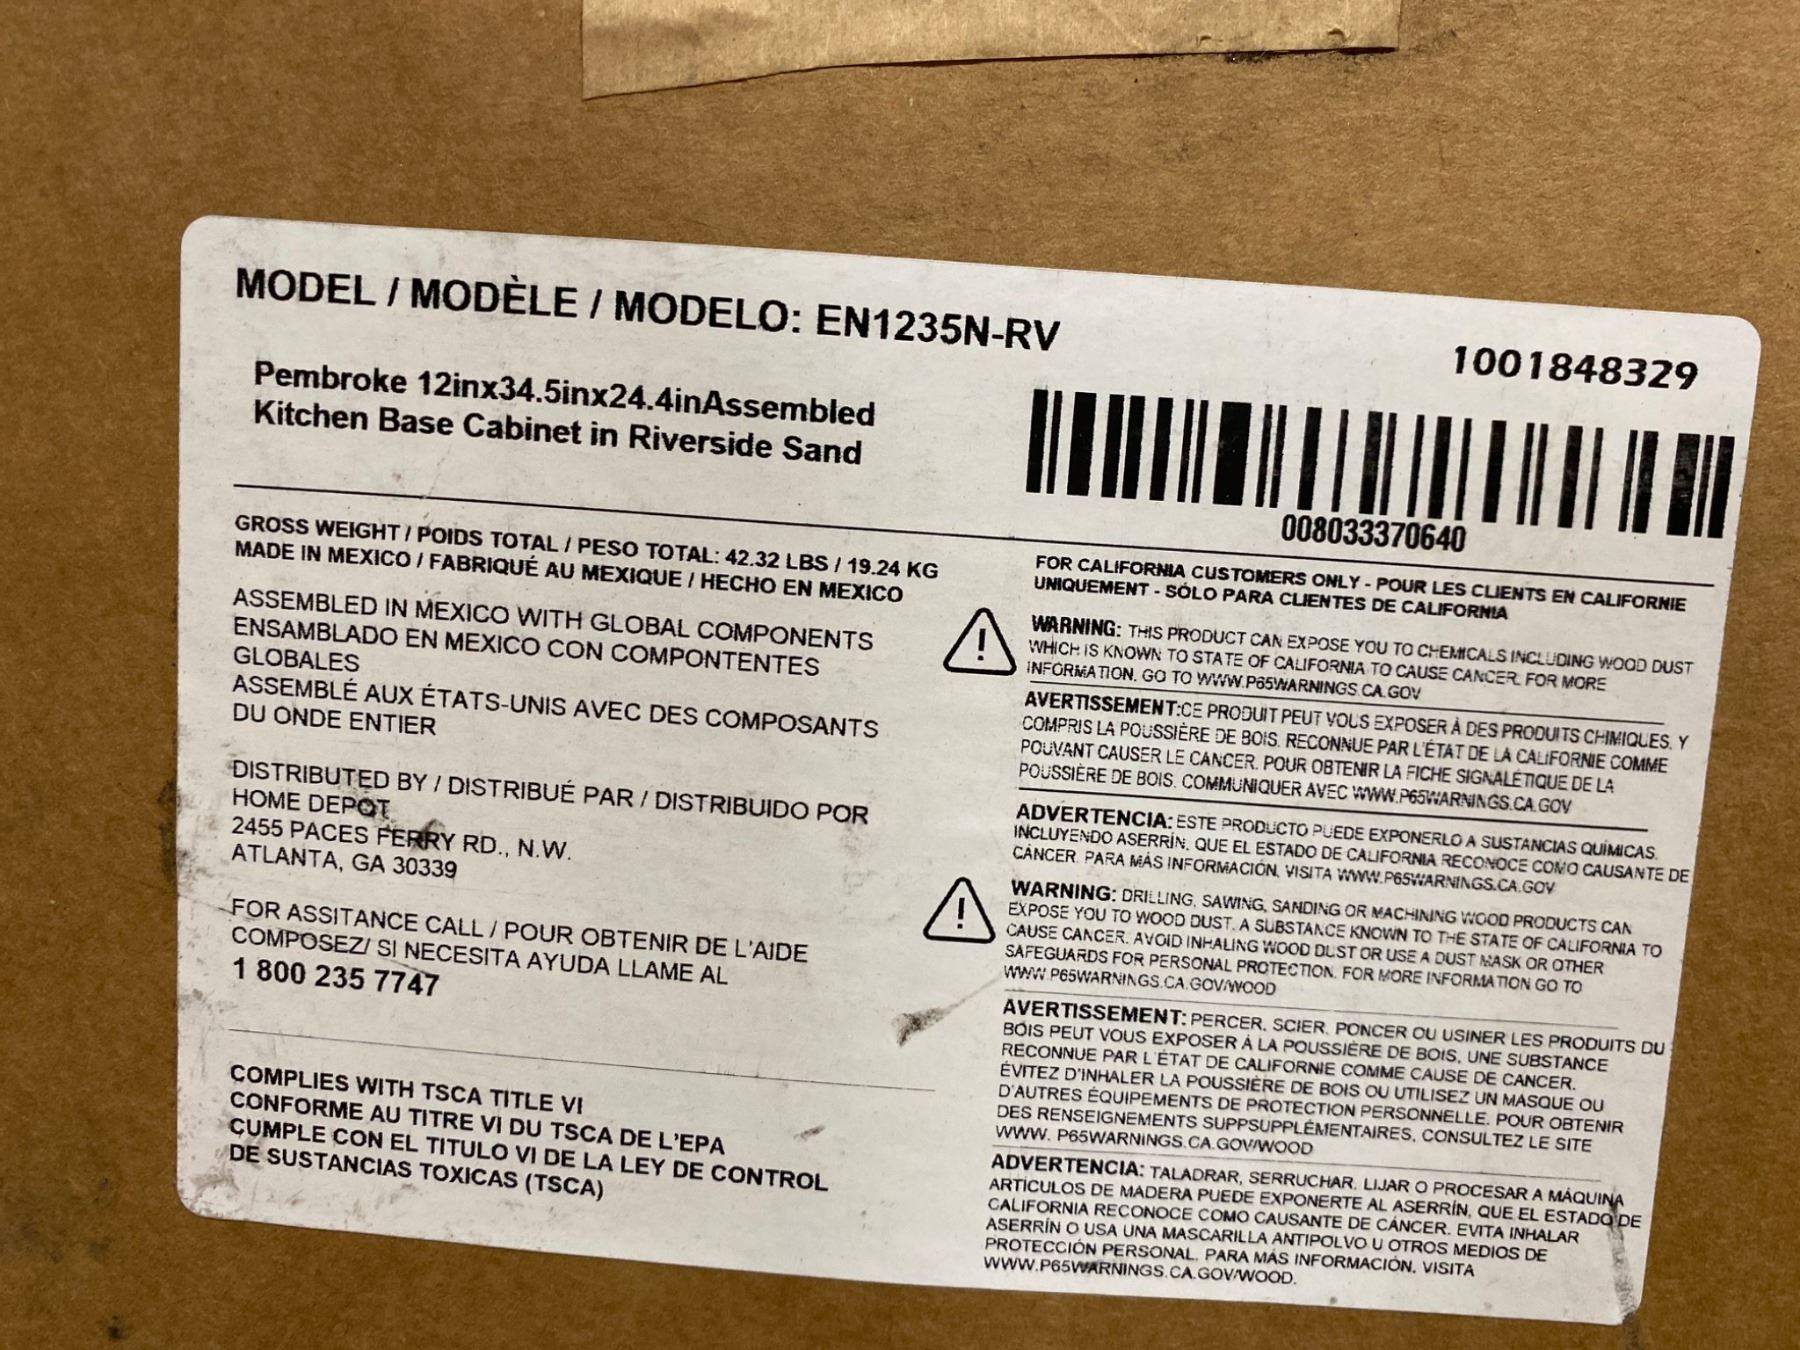 MODEL / MODÈLE / MODELO: EN1235N-RV
1001848329
Pembroke 12inx34.5inx24.4inAssembled
Kitchen Base Cabinet in Riverside Sand
008033370640
GROSS WEIGHT / POIDS TOTAL / PESO TOTAL: 42.32 LBS / 19.24 KG
MADE IN MEXICO / FABRIQUÉ AU MEXIQUE / HECHO EN MEXICO
ASSEMBLED IN MEXICO WITH GLOBAL COMPONENTS
ENSAMBLADO EN MEXICO CON COMPONTENTES
GLOBALES
ASSEMBLÉ AUX ÉTATS-UNIS AVEC DES COMPOSANTS
DU ONDE ENTIER
DISTRIBUTED BY / DISTRIBUÉ PAR / DISTRIBUIDO POR
HOME DEPOT
2455 PACES FERRY RD., N.W.
ATLANTA, GA 30339
FOR ASSITANCE CALL / POUR OBTENIR DE L'AIDE
COMPOSEZ/ SI NECESITA AYUDA LLAME AL
1 800 235 7747
COMPLIES WITH TSCA TITLE VI
CONFORME AU TITRE VI DU TSCA DE L'EPA
CUMPLE CON EL TITULO VI DE LA LEY DE CONTROL
DE SUSTANCIAS TOXICAS (TSCA)
FOR CALIFORNIA CUSTOMERS ONLY - POUR LES CLIENTS EN CALIFORNIE
UNIQUEMENT - SÓLO PARA CLIENTES DE CALIFORNIA
WARNING: THIS PRODUCT CAN EXPOSE YOU TO CHEMICALS INCLUDING WOOD DUST
WHICH IS KNOWN TO STATE OF CALIFORNIA TO CAUSE CANCER. FOR MORE
INFORMATION. GO TO WWW.P65WARNINGS.CA.GOV
AVERTISSEMENT:CE PRODUIT PEUT VOUS EXPOSER À DES PRODUITS CHIMIQUES, Y
COMPRIS LA POUSSIÈRE DE BOIS. RECONNUE PAR L'ÉTAT DE LA CALIFORNIE COMME
POUVANT CAUSER LE CANCER. POUR OBTENIR LA FICHE SIGNALÉTIQUE DE LA
POUSSIÈRE DE BOIS. COMMUNIQUER AVEC WWW.P65WARNINGS.CA.GOV
ADVERTENCIA: ESTE PRODUCTO PUEDE EXPONERLO A SUSTANCIAS QUÍMICAS.
INCLUYENDO ASERRÍN. QUE EL ESTADO DE CALIFORNIA RECONOCE COMO CAUSANTE DE
CÁNCER. PARA MÁS INFORMACIÓN. VISITA WWW.P65WARNINGS.CA.GOV
WARNING: DRILLING, SAWING, SANDING OR MACHINING WOOD PRODUCTS CAN
EXPOSE YOU TO WOOD DUST. A SUBSTANCE KNOWN TO THE STATE OF CALIFORNIA TO
CAUSE CANCER. AVOID INHALING WOOD DUST OR USE A DUST MASK OR OTHER
SAFEGUARDS FOR PERSONAL PROTECTION. FOR MORE INFORMATION GO TO
WWW.P65WARNINGS.CA.GOV/WOOD
AVERTISSEMENT: PERCER, SCIER, PONCER OU USINER LES PRODUITS DU
BOIS PEUT VOUS EXPOSER À LA POUSSIÈRE DE BOIS, UNE SUBSTANCE
RECONNUE PAR L'ÉTAT DE CALIFORNIE COMME CAUSE DE CANCER.
ÉVITEZ D'INHALER LA POUSSIÈRE DE BOIS OU UTILISEZ UN MASQUE OU
D'AUTRES ÉQUIPEMENTS DE PROTECTION PERSONNELLE. POUR OBTENIR
DES RENSEIGNEMENTS SUPPSUPPLÉMENTAIRES, CONSULTEZ LE SITE
WWW. P65WARNINGS.CA.GOV/WOOD
ADVERTENCIA: TALADRAR, SERRUCHAR, LIJAR O PROCESAR A MÁQUINA
ARTÍCULOS DE MADERA PUEDE EXPONERTE AL ASERRÍN, QUE EL ESTADO DE
CALIFORNIA RECONOCE COMO CAUSANTE DE CÁNCER. EVITA INHALAR
ASERRÍN O USA UNA MASCARILLA ANTIPOLVO U OTROS MEDIOS DE
PROTECCIÓN PERSONAL. PARA MÁS INFORMACIÓN, VISITA
WWW.P65WARNINGS.CA.GOV/WOOD.